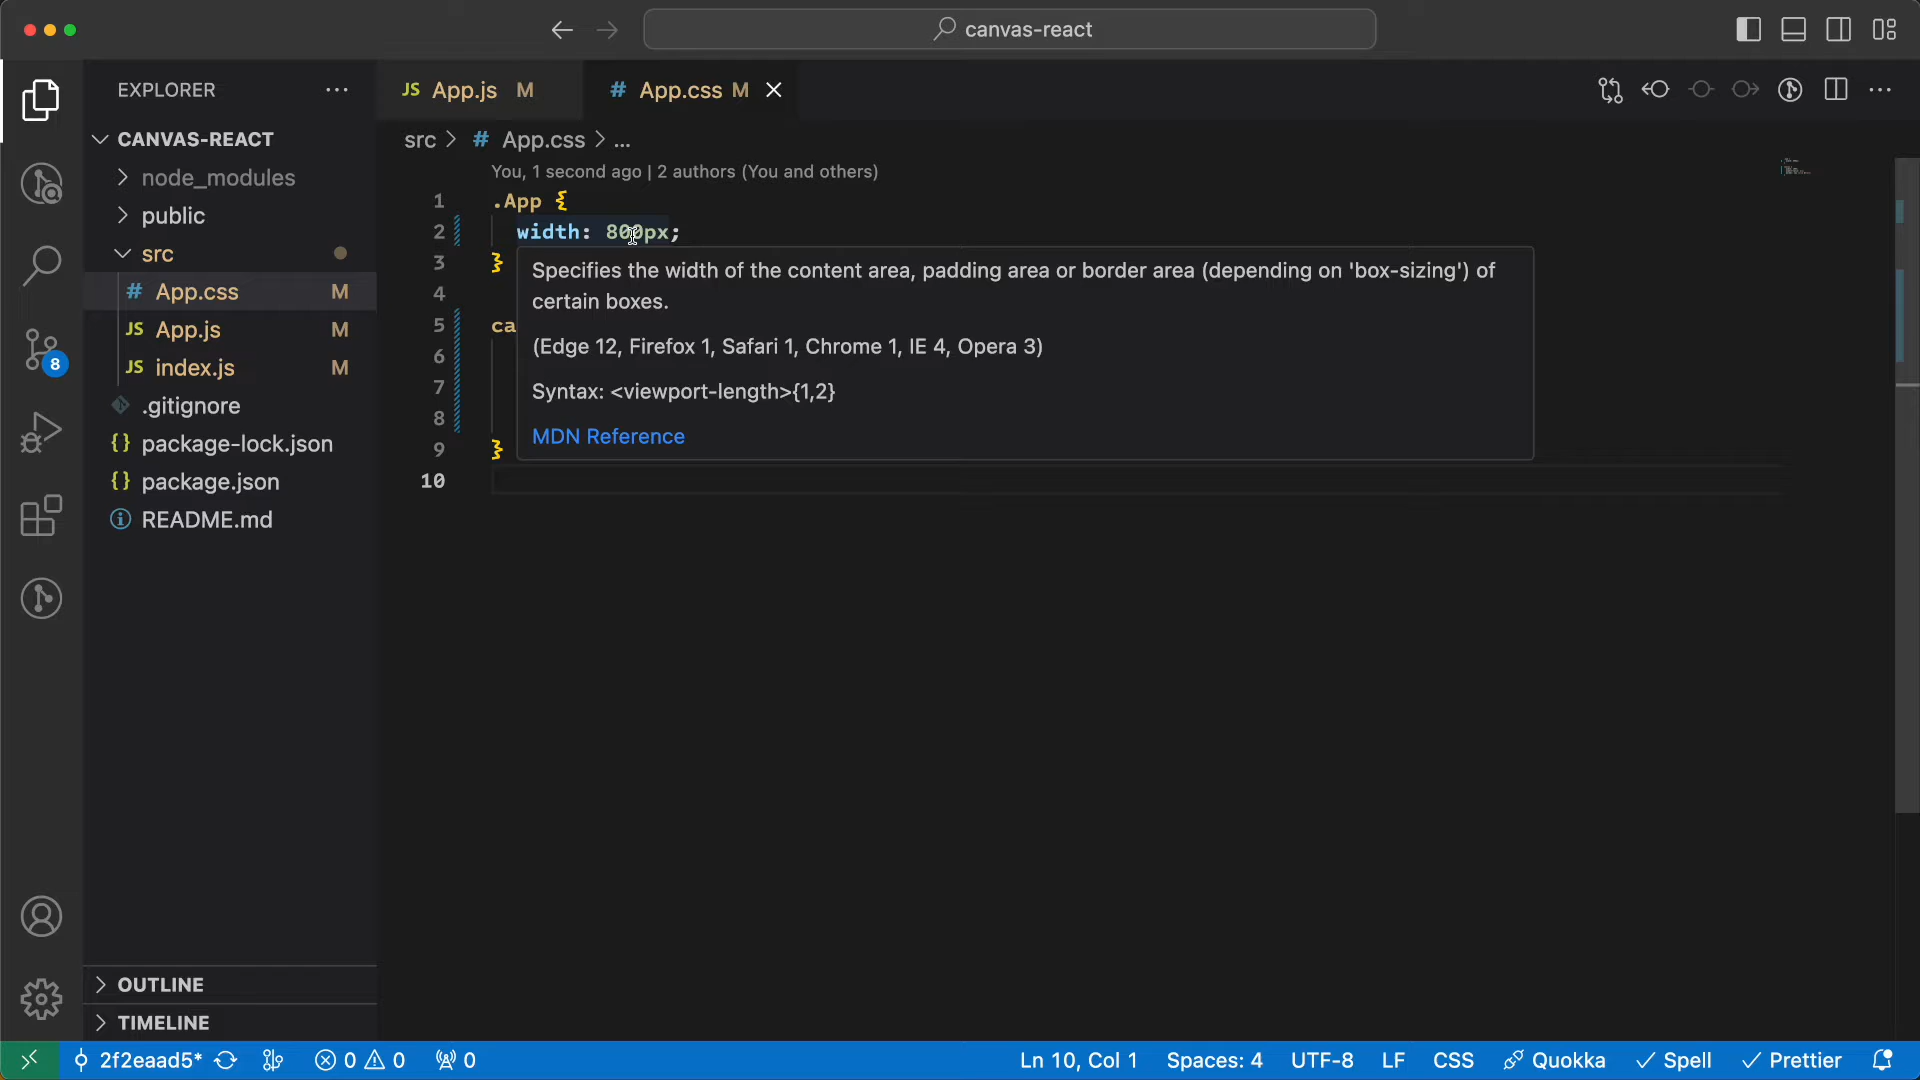 canvas-react
EXPLORER
JS App.js M
# App.css M
CANVAS-REACT
src > # App.css > ...
node_modules
public
src
# App.css M
JS App.js M
JS index.js M
.gitignore
{} package-lock.json
{} package.json
README.md
8
You, 1 second ago | 2 authors (You and others)
1 .App {
2 width: 800px;
3 }
4
5 ca
6
7
8
9 }
10
Specifies the width of the content area, padding area or border area (depending on 'box-sizing') of
certain boxes.
(Edge 12, Firefox 1, Safari 1, Chrome 1, IE 4, Opera 3)
Syntax: <viewport-length>{1,2}
MDN Reference
OUTLINE
TIMELINE
2f2eaad5* 0 0 0 Ln 10, Col 1 Spaces: 4 UTF-8 LF CSS Quokka Spell Prettier